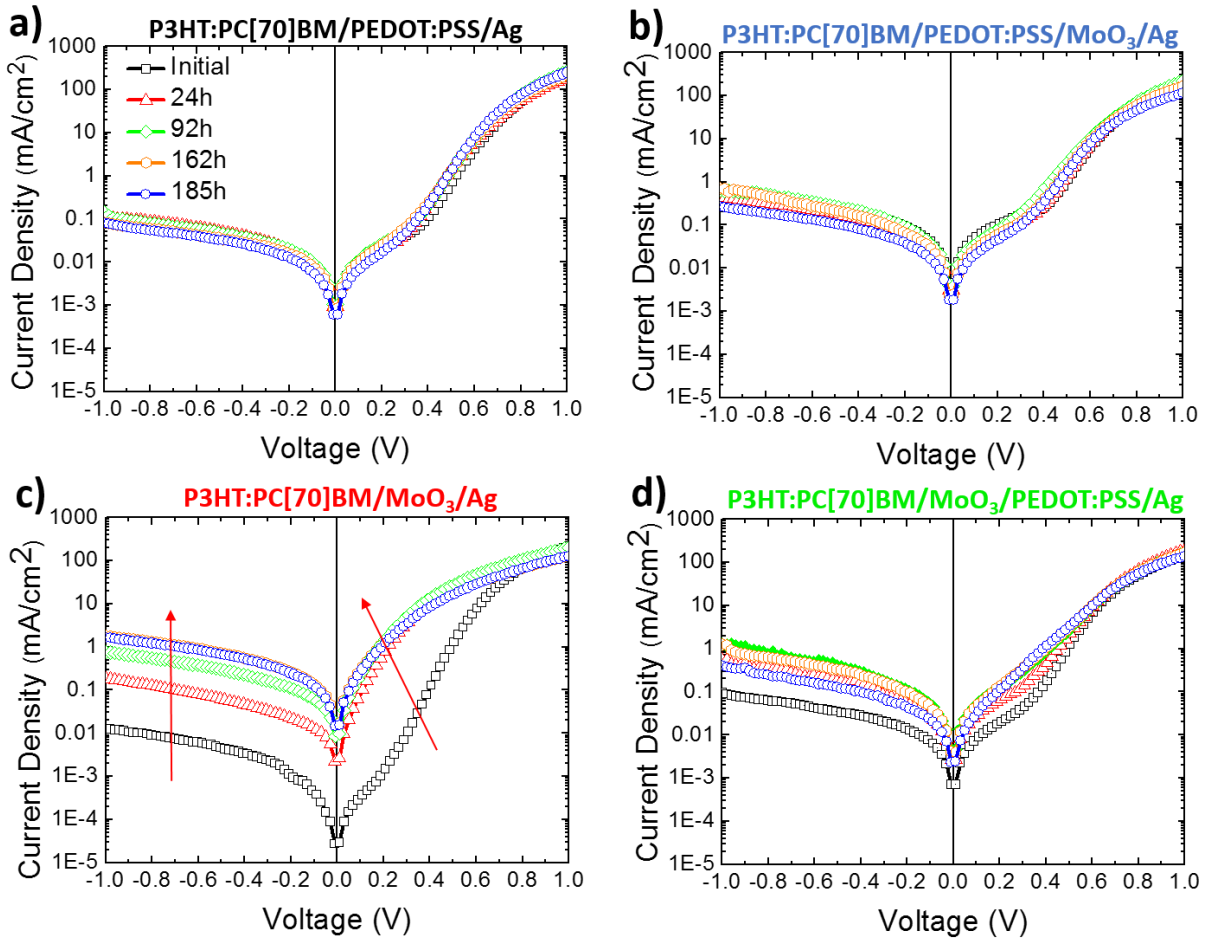 a)
P3HT:PC[70]BM/PEDOT:PSS/Ag
Initial
24h
92h
162h
185h
1000
100
10
1
0.1
0.01
1E-3
1E-4
1E-5
Current Density (mA/cm2)
-1.0 -0.8 -0.6 -0.4 -0.2 0.0 0.2 0.4 0.6 0.8 1.0
Voltage (V)
b)
P3HT:PC[70]BM/PEDOT:PSS/MoO3/Ag
1000
100
10
1
0.1
0.01
1E-3
1E-4
1E-5
Current Density (mA/cm2)
-1.0 -0.8 -0.6 -0.4 -0.2 0.0 0.2 0.4 0.6 0.8 1.0
Voltage (V)
c)
P3HT:PC[70]BM/MoO3/Ag
1000
100
10
1
0.1
0.01
1E-3
1E-4
1E-5
Current Density (mA/cm2)
-1.0 -0.8 -0.6 -0.4 -0.2 0.0 0.2 0.4 0.6 0.8 1.0
Voltage (V)
d)
P3HT:PC[70]BM/MoO3/PEDOT:PSS/Ag
1000
100
10
1
0.1
0.01
1E-3
1E-4
1E-5
Current Density (mA/cm2)
-1.0 -0.8 -0.6 -0.4 -0.2 0.0 0.2 0.4 0.6 0.8 1.0
Voltage (V)